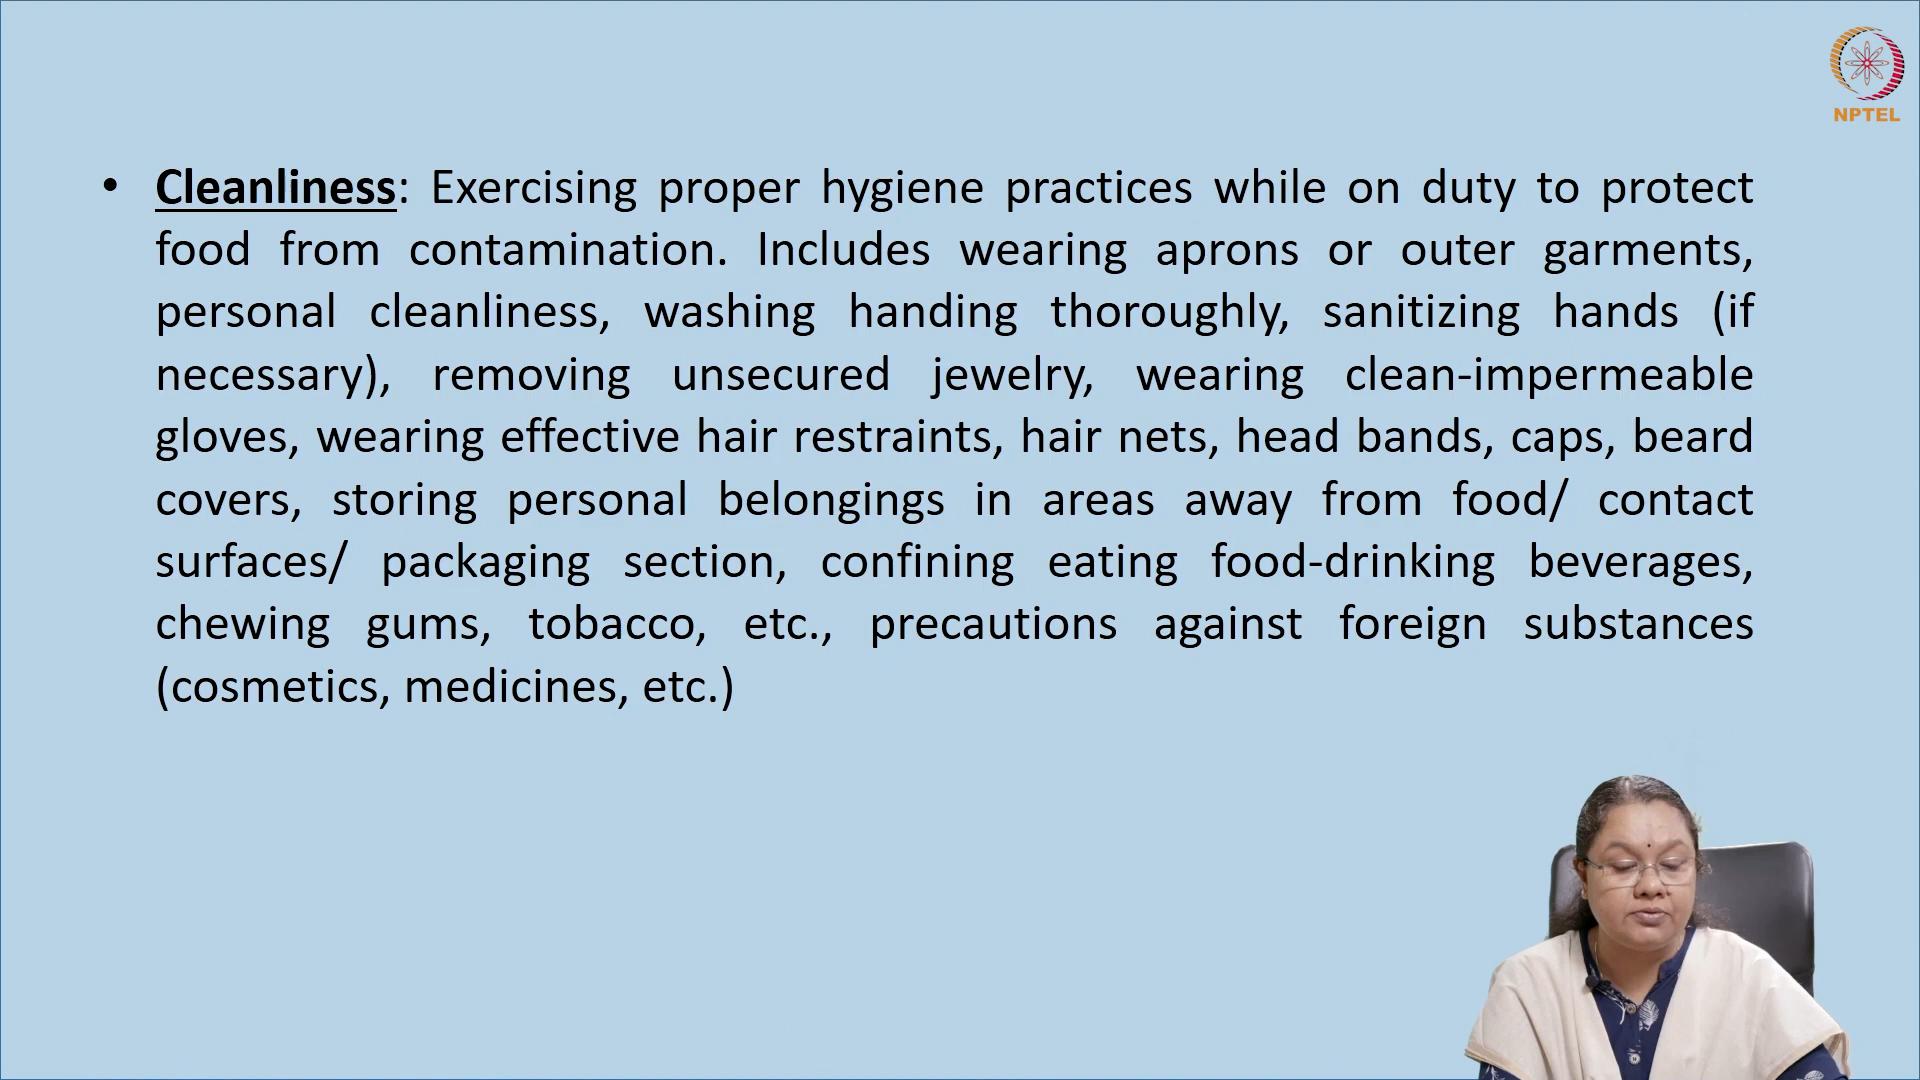 NPTEL
• Cleanliness: Exercising proper hygiene practices while on duty to protect
food from contamination. Includes wearing aprons or outer garments,
personal cleanliness, washing handing thoroughly, sanitizing hands (if
necessary), removing unsecured jewelry, wearing clean-impermeable
gloves, wearing effective hair restraints, hair nets, head bands, caps, beard
covers, storing personal belongings in areas away from food/ contact
surfaces/ packaging section, confining eating food-drinking beverages,
chewing gums, tobacco, etc., precautions against foreign substances
(cosmetics, medicines, etc.)